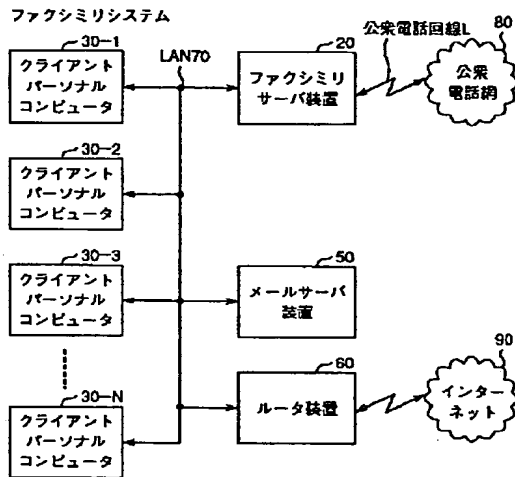 ファクシミリシステム
30-1
クライアント
パーソナル
コンピュータ
LAN70
20
ファクシミリ
サーバ装置
公衆電話回線L
80
公衆
電話網
30-2
クライアント
パーソナル
コンピュータ
30-3
クライアント
パーソナル
コンピュータ
50
メールサーバ
装置
30-N
クライアント
パーソナル
コンピュータ
60
ルータ装置
90
インター
ネット